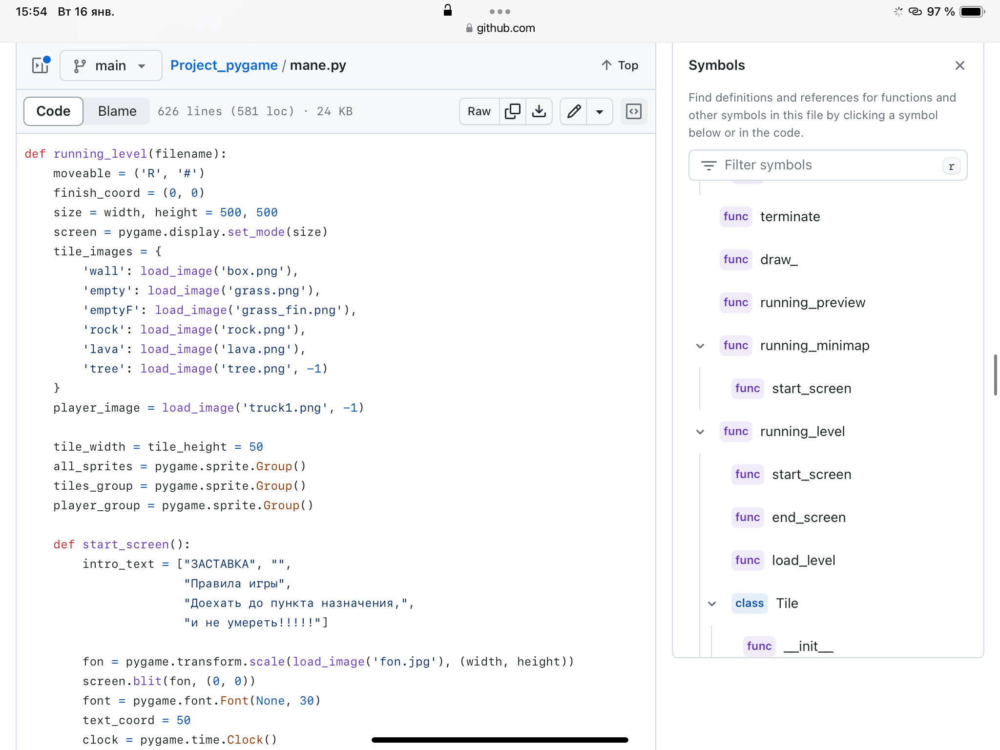 15:54 Вт 16 янв.
97 %
github.com
main
Project_pygame / mane.py
Top
Code Blame 626 lines (581 loc) · 24 KB
Raw
def running_level(filename):
    moveable = ('R', '#')
    finish_coord = (0, 0)
    size = width, height = 500, 500
    screen = pygame.display.set_mode(size)
    tile_images = {
        'wall': load_image('box.png'),
        'empty': load_image('grass.png'),
        'emptyF': load_image('grass_fin.png'),
        'rock': load_image('rock.png'),
        'lava': load_image('lava.png'),
        'tree': load_image('tree.png', -1)
    }
    player_image = load_image('truck1.png', -1)
    tile_width = tile_height = 50
    all_sprites = pygame.sprite.Group()
    tiles_group = pygame.sprite.Group()
    player_group = pygame.sprite.Group()
    def start_screen():
        intro_text = ["ЗАСТАВКА", "",
                      "Правила игры",
                      "Доехать до пункта назначения,",
                      "и не умереть!!!!!"]
        fon = pygame.transform.scale(load_image('fon.jpg'), (width, height))
        screen.blit(fon, (0, 0))
        font = pygame.font.Font(None, 30)
        text_coord = 50
        clock = pygame.time.Clock()
Symbols
Find definitions and references for functions and
other symbols in this file by clicking a symbol
below or in the code.
Filter symbols r
func terminate
func draw_
func running_preview
func running_minimap
func start_screen
func running_level
func start_screen
func end_screen
func load_level
class Tile
func __init__